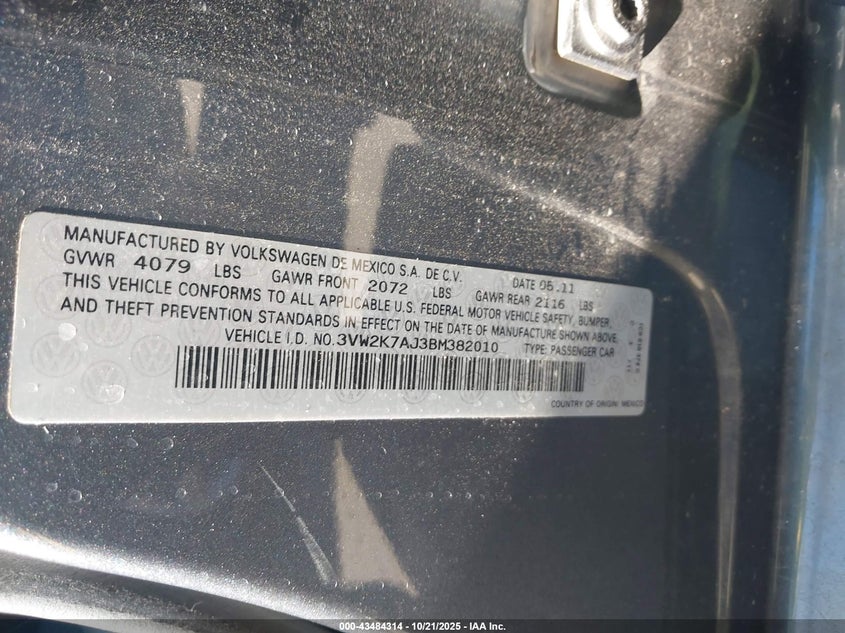 MANUFACTURED BY VOLKSWAGEN DE MEXICO S.A. DE C.V. DATE 05.11
GVWR 4079 LBS GAWR FRONT 2072 LBS GAWR REAR 2116 LBS
THIS VEHICLE CONFORMS TO ALL APPLICABLE U.S. FEDERAL MOTOR VEHICLE SAFETY, BUMPER,
AND THEFT PREVENTION STANDARDS IN EFFECT ON THE DATE OF MANUFACTURE SHOWN ABOVE.
VEHICLE I.D. NO. 3VW2K7AJ3BM382010 TYPE: PASSENGER CAR
COUNTRY OF ORIGIN: MEXICO
000-43484314 - 10/21/2025 - IAA Inc.